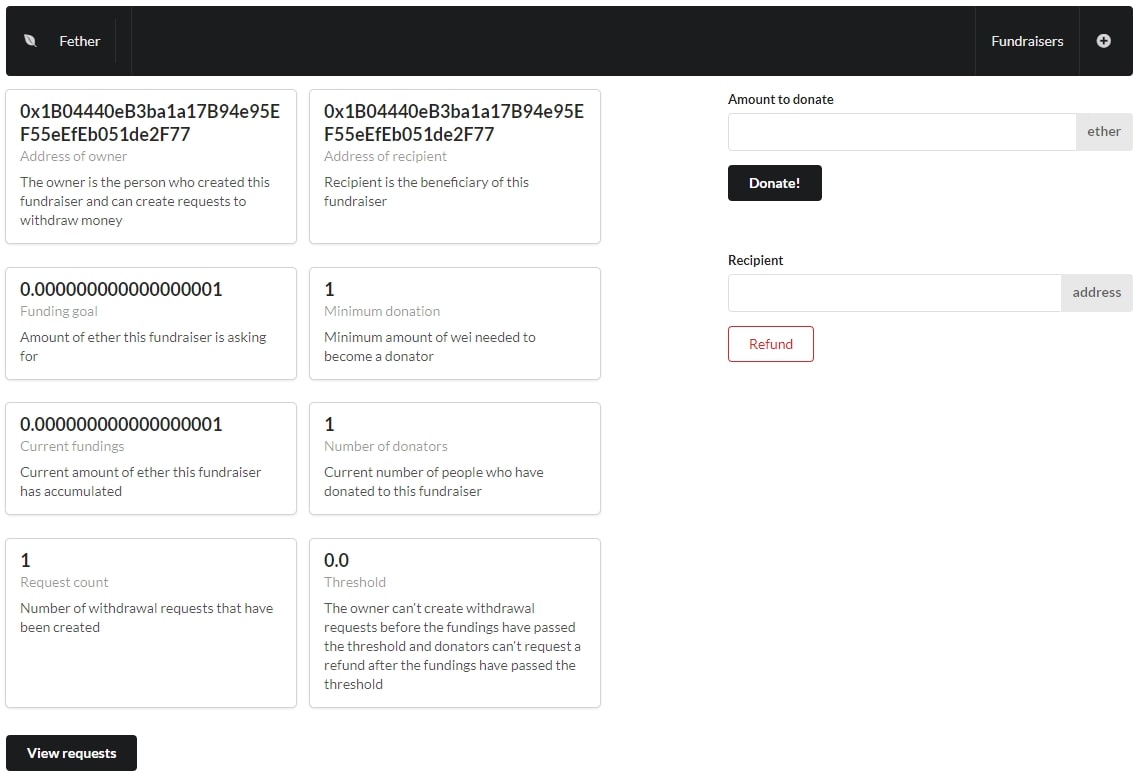 Fether
Fundraisers
0x1B04440eB3ba1a17B94e95E
F55eEfEb051de2F77
Address of owner
The owner is the person who created this
fundraiser and can create requests to
withdraw money
0x1B04440eB3ba1a17B94e95E
F55eEfEb051de2F77
Address of recipient
Recipient is the beneficiary of this
fundraiser
0.000000000000000001
Funding goal
Amount of ether this fundraiser is asking
for
1
Minimum donation
Minimum amount of wei needed to
become a donator
0.000000000000000001
Current fundings
Current amount of ether this fundraiser
has accumulated
1
Number of donators
Current number of people who have
donated to this fundraiser
1
Request count
Number of withdrawal requests that have
been created
0.0
Threshold
The owner can't create withdrawal
requests before the fundings have passed
the threshold and donators can't request a
refund after the fundings have passed the
threshold
View requests
Amount to donate
ether
Donate!
Recipient
address
Refund